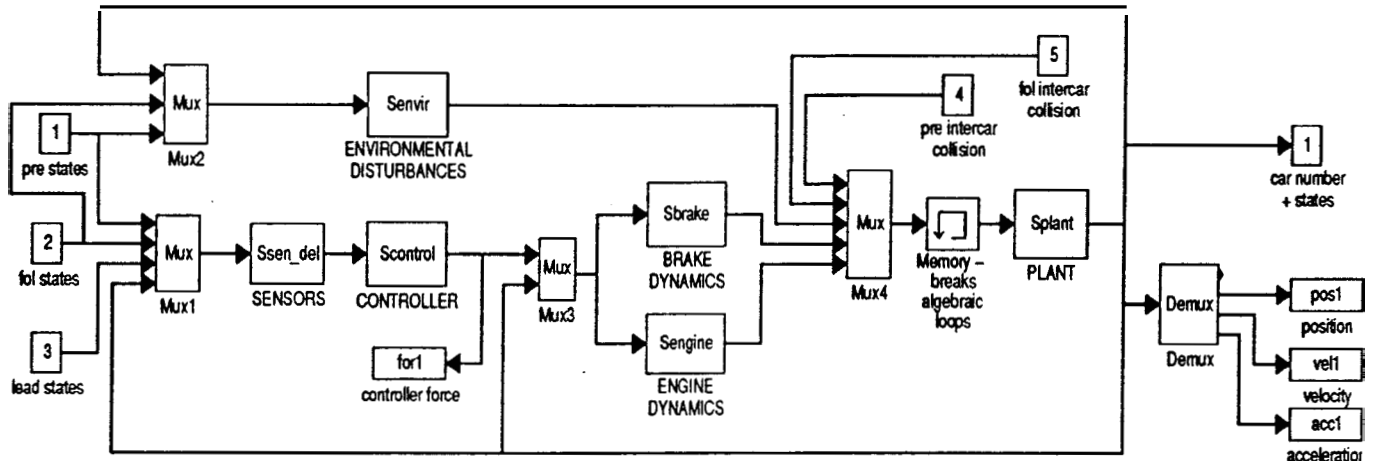 5
fol intercar
collision
4
pre intercar
collision
Mux
Mux2
Senvir
ENVIRONMENTAL
DISTURBANCES
1
pre states
1
car number
+ states
2
fol states
Mux
Mux1
Ssen_del
SENSORS
Scontrol
CONTROLLER
Mux
Mux3
Sbrake
BRAKE
DYNAMICS
Mux
Mux4
Memory –
breaks
algebraic
loops
Splant
PLANT
3
lead states
for1
controller force
Sengine
ENGINE
DYNAMICS
Demux
Demux
pos1
position
vel1
velocity
acc1
acceleration